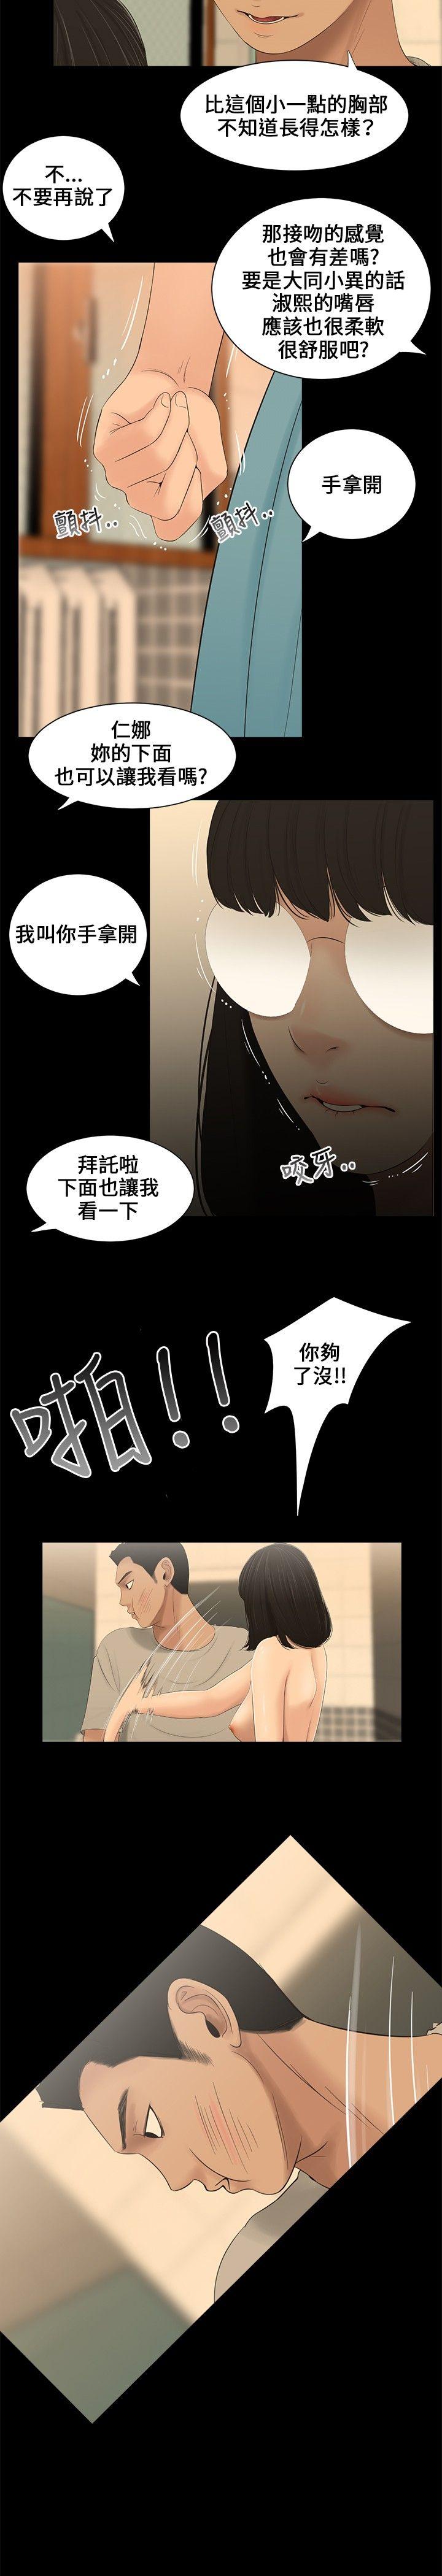 比這個小一點的胸部
不知道長得怎樣？
不...
不要再說了
那接吻的感覺
也會有差嗎?
要是大同小異的話
淑熙的嘴唇
應該也很柔軟
很舒服吧?
手拿開
顫抖..
顫抖..
仁娜
妳的下面
也可以讓我看嗎?
我叫你手拿開
咬牙..
拜託啦
下面也讓我
看一下
你夠
了沒!!
啪!!